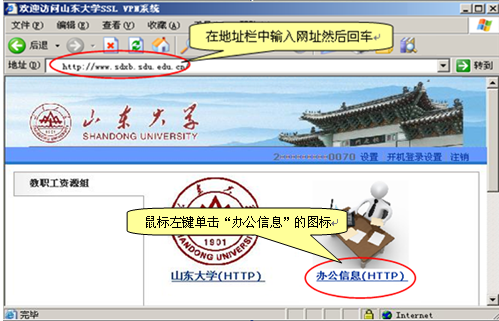 欢迎访问山东大学SSL VPN系统
文件(F) 编辑(E) 查看(V) 收藏(A)
在地址栏中输入网址然后回车
后退
地址(D) http://www.sdxb.sdu.edu.cn 转到
山东大学
SHANDONG UNIVERSITY
2 0070 设置 开机登录设置 注销
教职工资源组
鼠标左键单击“办公信息”的图标
1901
山东大学(HTTP) 办公信息(HTTP)
完毕 Internet